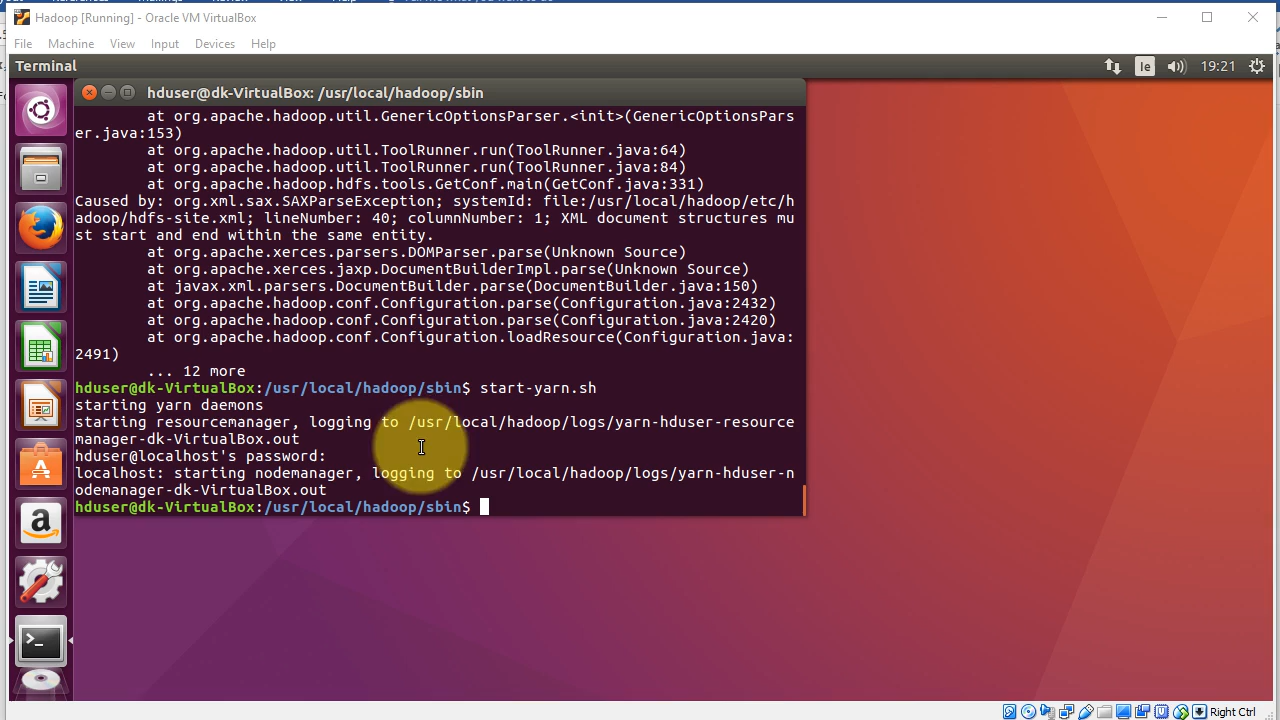 Hadoop [Running] - Oracle VM VirtualBox
File Machine View Input Devices Help
Terminal
Ie
19:21
hduser@dk-VirtualBox: /usr/local/hadoop/sbin
at org.apache.hadoop.util.GenericOptionsParser.<init>(GenericOptionsPars
er.java:153)
at org.apache.hadoop.util.ToolRunner.run(ToolRunner.java:64)
at org.apache.hadoop.util.ToolRunner.run(ToolRunner.java:84)
at org.apache.hadoop.hdfs.tools.GetConf.main(GetConf.java:331)
Caused by: org.xml.sax.SAXParseException; systemId: file:/usr/local/hadoop/etc/h
adoop/hdfs-site.xml; lineNumber: 40; columnNumber: 1; XML document structures mu
st start and end within the same entity.
at org.apache.xerces.parsers.DOMParser.parse(Unknown Source)
at org.apache.xerces.jaxp.DocumentBuilderImpl.parse(Unknown Source)
at javax.xml.parsers.DocumentBuilder.parse(DocumentBuilder.java:150)
at org.apache.hadoop.conf.Configuration.parse(Configuration.java:2432)
at org.apache.hadoop.conf.Configuration.parse(Configuration.java:2420)
at org.apache.hadoop.conf.Configuration.loadResource(Configuration.java:
2491)
... 12 more
hduser@dk-VirtualBox:/usr/local/hadoop/sbin$ start-yarn.sh
starting yarn daemons
starting resourcemanager, logging to /usr/local/hadoop/logs/yarn-hduser-resource
manager-dk-VirtualBox.out
hduser@localhost's password:
localhost: starting nodemanager, logging to /usr/local/hadoop/logs/yarn-hduser-n
odemanager-dk-VirtualBox.out
hduser@dk-VirtualBox:/usr/local/hadoop/sbin$
Right Ctrl